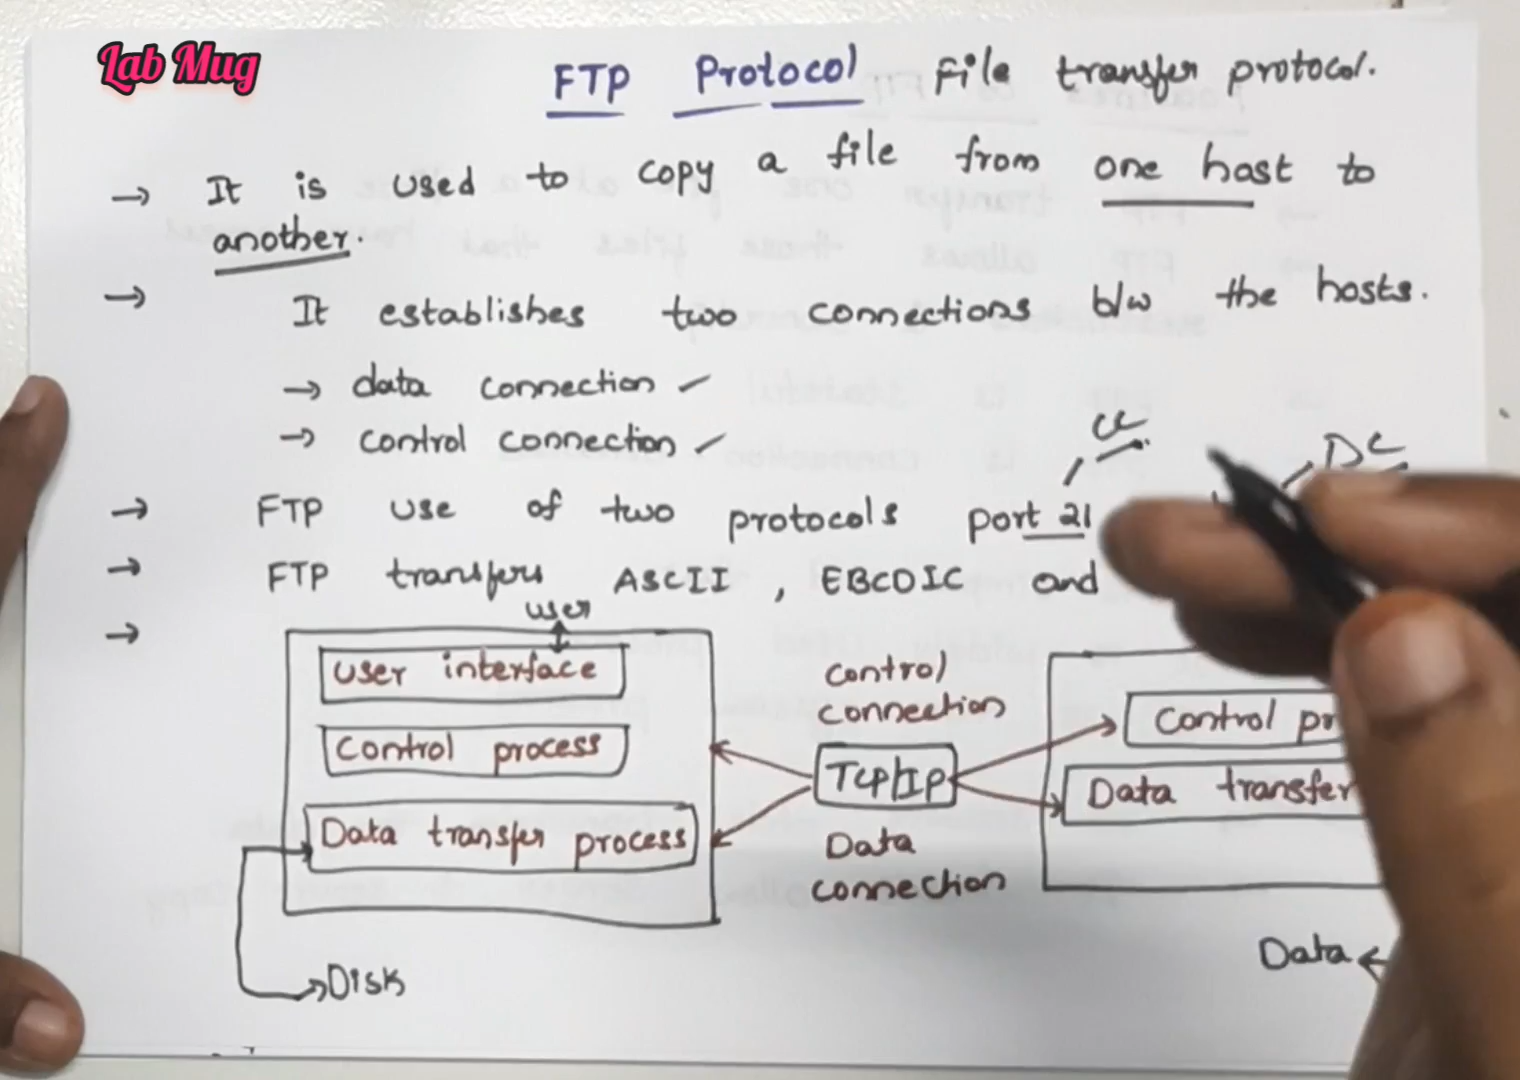 Lab Mug
FTP Protocol File transfer protocol.
→ It is used to copy a file from one host to
another.
→ It establishes two connections b/w the hosts.
→ data connection ✓
→ control connection ✓
CC
DC
→ FTP use of two protocols port 21
→ FTP transfers ASCII , EBCDIC and
→
user
User interface
Control process
Data transfer process
Disk
Control
connection
TCP/IP
Data
connection
Control pr
Data transfer
Data